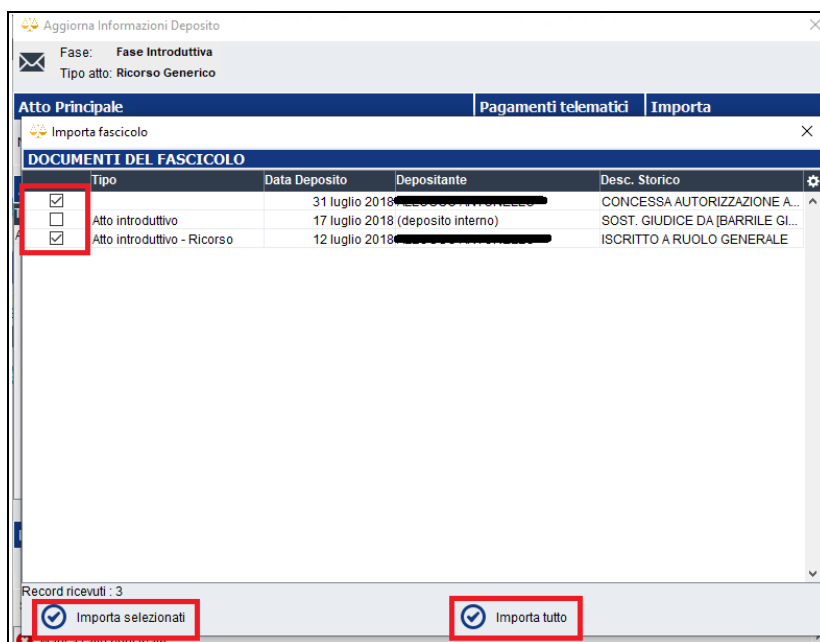 Aggiorna Informazioni Deposito
Fase: Fase Introduttiva
Tipo atto: Ricorso Generico
Atto Principale Pagamenti telematici Importa
Importa fascicolo
DOCUMENTI DEL FASCICOLO
Tipo Data Deposito Depositante Desc. Storico
31 luglio 2018 CONCESSA AUTORIZZAZIONE A...
Atto introduttivo 17 luglio 2018 (deposito interno) SOST. GIUDICE DA [BARRILE GI...
Atto introduttivo - Ricorso 12 luglio 2018 ISCRITTO A RUOLO GENERALE
Record ricevuti : 3
Importa selezionati Importa tutto